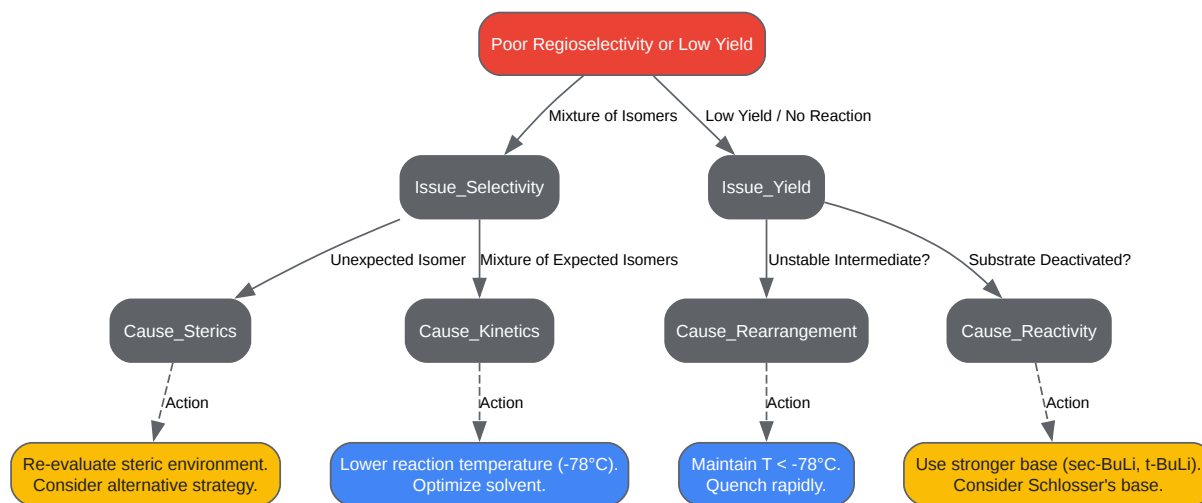 Poor Regioselectivity or Low Yield
Mixture of Isomers
Low Yield / No Reaction
Issue_Selectivity
Issue_Yield
Unexpected Isomer
Mixture of Expected Isomers
Unstable Intermediate?
Substrate Deactivated?
Cause_Sterics
Cause_Kinetics
Cause_Rearrangement
Cause_Reactivity
Action
Action
Action
Action
Re-evaluate steric environment.
Consider alternative strategy.
Lower reaction temperature (-78°C).
Optimize solvent.
Maintain T < -78°C.
Quench rapidly.
Use stronger base (sec-BuLi, t-BuLi).
Consider Schlosser's base.